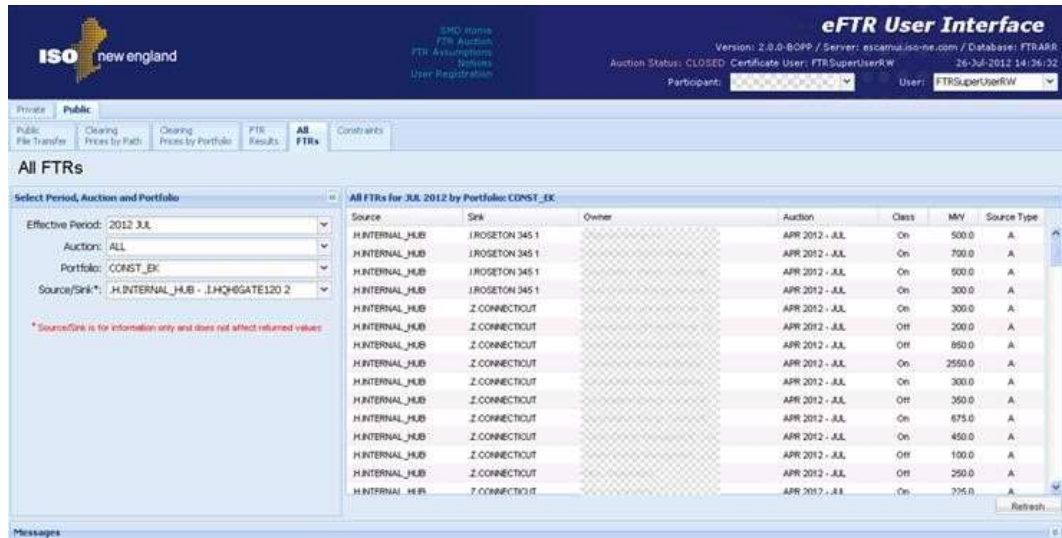 ISO new england
SMD Home
FTR Auction
FTR Assumptions
Notices
User Registration
eFTR User Interface
Version: 2.0.0-BOPP / Server: escamui.iso-ne.com / Database: FTRARR
Auction Status: CLOSED Certificate User: FTRSuperUserRW 26-Jul-2012 14:36:32
Participant: User: FTRSuperUserRW
Private Public
Public File Transfer Clearing Prices by Path Clearing Prices by Portfolio FTR Results All FTRs Constraints
All FTRs
Select Period, Auction and Portfolio
Effective Period: 2012 JUL
Auction: ALL
Portfolio: CONST_EK
Source/Sink*: .H.INTERNAL_HUB - .I.HQHIGATE120 2
* Source/Sink is for information only and does not affect returned values
All FTRs for JUL 2012 by Portfolio: CONST_EK
Source Sink Owner Auction Class MW Source Type
.H.INTERNAL_HUB .I.ROSETON 345 1 APR 2012 - JUL On 500.0 A
.H.INTERNAL_HUB .I.ROSETON 345 1 APR 2012 - JUL On 700.0 A
.H.INTERNAL_HUB .I.ROSETON 345 1 APR 2012 - JUL On 500.0 A
.H.INTERNAL_HUB .I.ROSETON 345 1 APR 2012 - JUL On 300.0 A
.H.INTERNAL_HUB .Z.CONNECTICUT APR 2012 - JUL On 300.0 A
.H.INTERNAL_HUB .Z.CONNECTICUT APR 2012 - JUL Off 200.0 A
.H.INTERNAL_HUB .Z.CONNECTICUT APR 2012 - JUL Off 850.0 A
.H.INTERNAL_HUB .Z.CONNECTICUT APR 2012 - JUL On 2550.0 A
.H.INTERNAL_HUB .Z.CONNECTICUT APR 2012 - JUL On 300.0 A
.H.INTERNAL_HUB .Z.CONNECTICUT APR 2012 - JUL Off 350.0 A
.H.INTERNAL_HUB .Z.CONNECTICUT APR 2012 - JUL On 675.0 A
.H.INTERNAL_HUB .Z.CONNECTICUT APR 2012 - JUL On 450.0 A
.H.INTERNAL_HUB .Z.CONNECTICUT APR 2012 - JUL Off 100.0 A
.H.INTERNAL_HUB .Z.CONNECTICUT APR 2012 - JUL Off 250.0 A
.H.INTERNAL_HUB .Z.CONNECTICUT APR 2012 - JUL On 225.0 A
Refresh
Messages